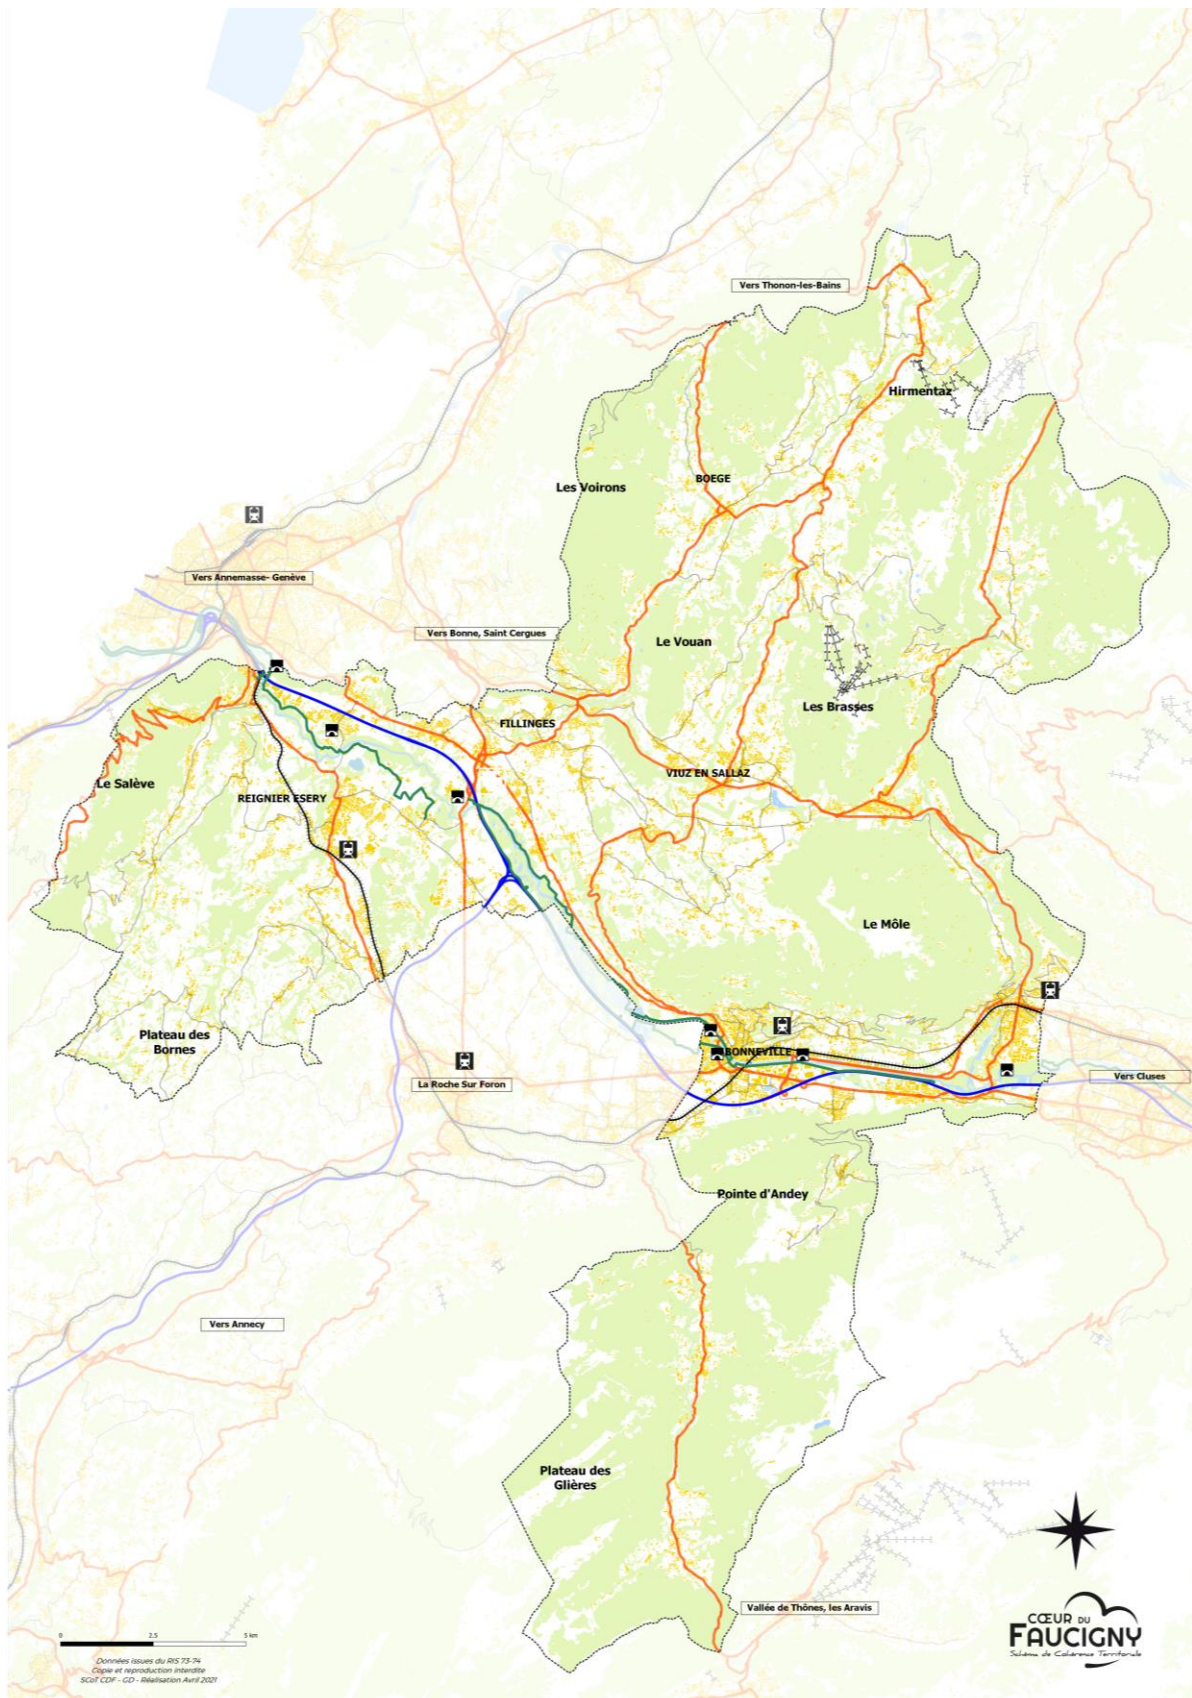 Vers Thonon-les-Bains
Hirmentaz
BOEGE
Les Voirons
Vers Annemasse- Genève
Vers Bonne, Saint Cergues
Le Vouan
Les Brasses
FILLINGES
VIUZ EN SALLAZ
Le Salève
REIGNIER ESERY
Le Môle
Plateau des
Bornes
BONNEVILLE
La Roche Sur Foron
Vers Cluses
Pointe d'Andey
Vers Annecy
Plateau des
Glières
Vallée de Thônes, les Aravis
CŒUR DU
FAUCIGNY
Schéma de Cohérence Territoriale
0 2.5 5 km
Données issues du RIS 73-74
Copie et reproduction interdite
SCoT CDF - GD - Réalisation Avril 2021